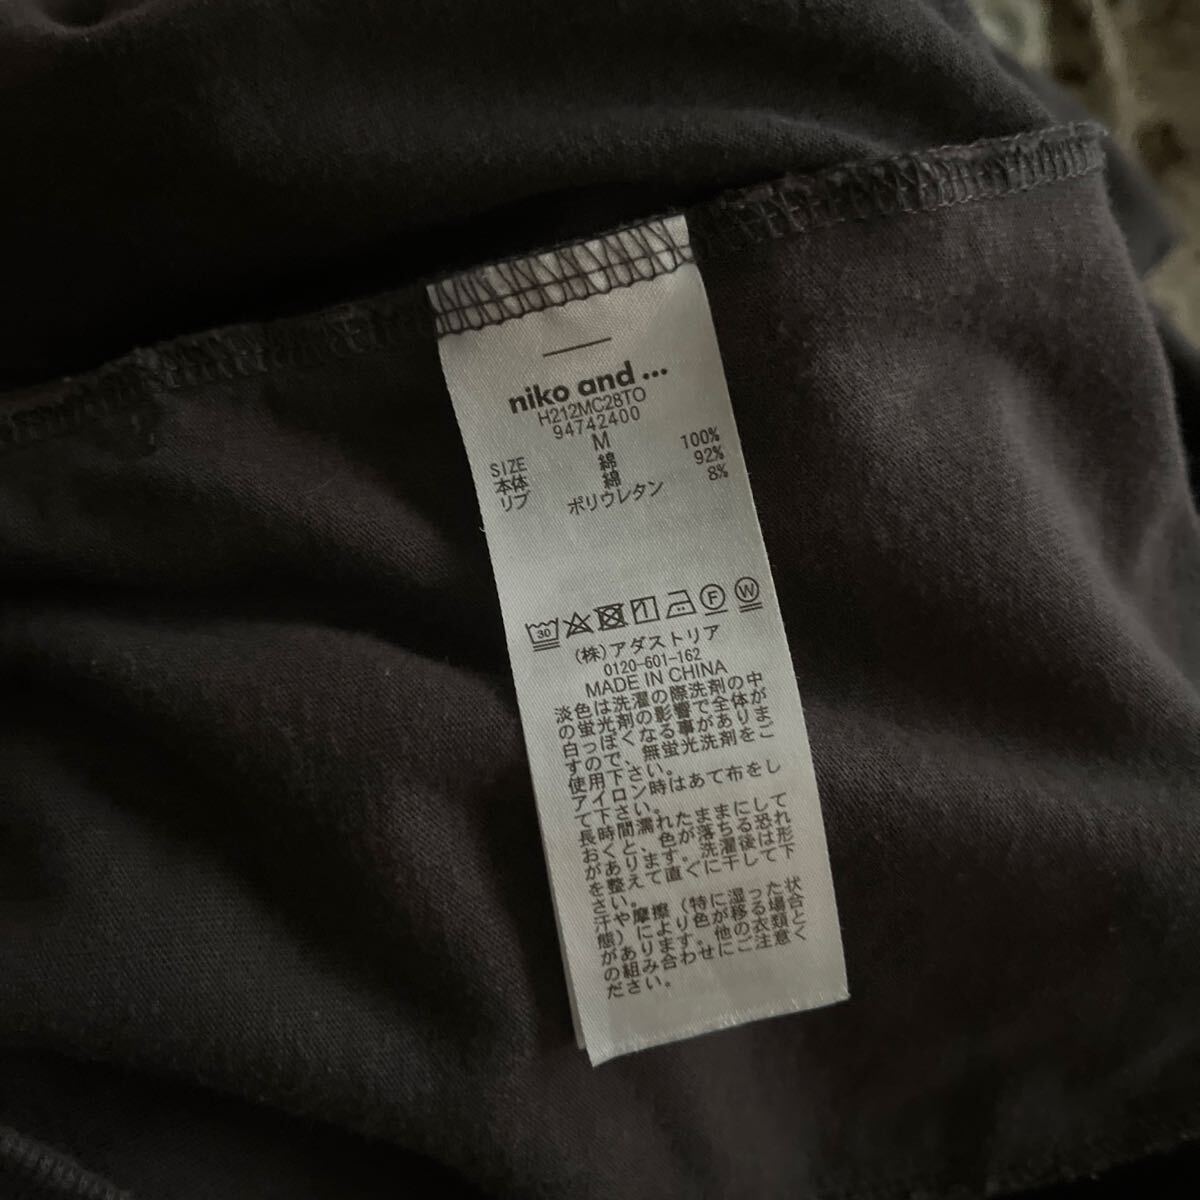 niko and ...
H212MC28TO
94742400
SIZE M
本体 綿 100%
リブ 綿 92%
ポリウレタン 8%
30 F W
(株)アダストリア
0120-601-162
MADE IN CHINA
淡色は洗濯の際洗剤の中
の蛍光剤の影響で全体が
白っぽくなる事がありま
すので、無蛍光洗剤をご
使用下さい。
アイロン時はあて布をし
て下さい。
長時間濡れたままにして
おくと、色が落ちる恐れ
があります。洗濯後は形
を整えて直ぐに干して下
さい。
汗や摩擦(特に湿った状
態)により色が移る場合
があります。他の衣類と
の組み合わせにご注意く
ださい。